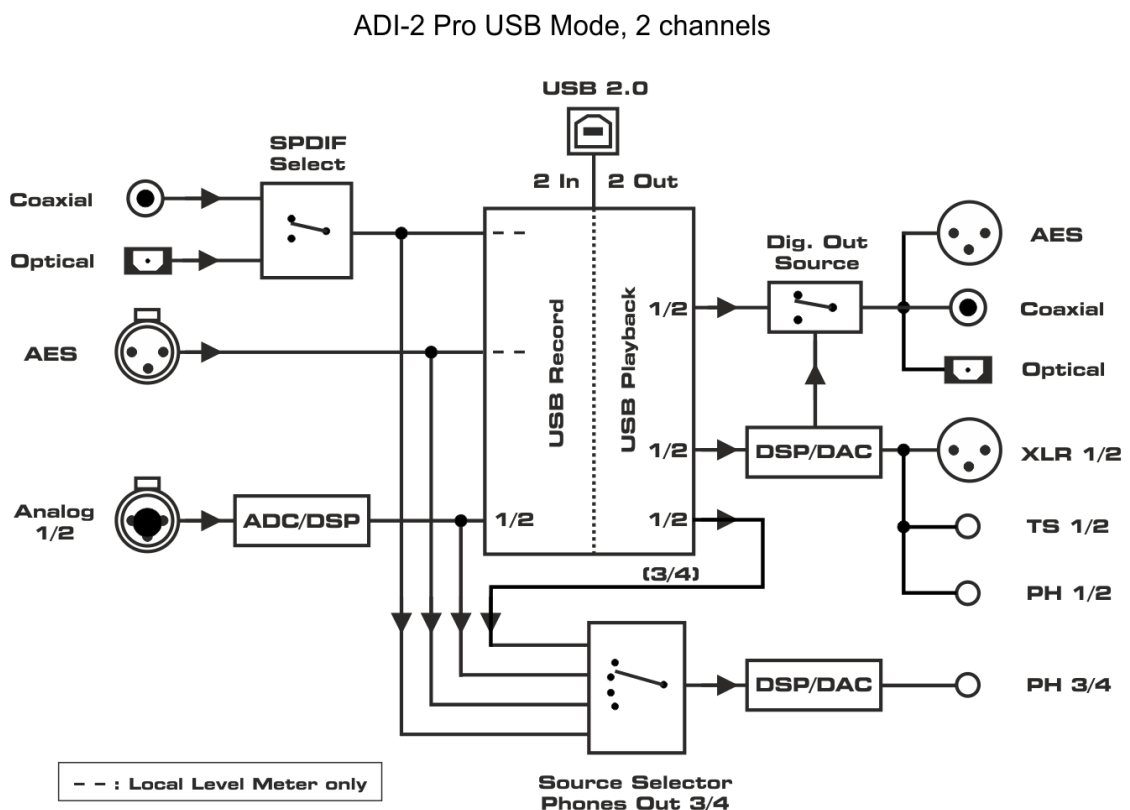 ADI-2 Pro USB Mode, 2 channels
USB 2.0
SPDIF
Select
2 In
2 Out
Coaxial
Optical
AES
Analog
1/2
ADC/DSP
USB Record
USB Playback
- -
- -
1/2
1/2
1/2
1/2
(3/4)
Dig. Out
Source
DSP/DAC
AES
Coaxial
Optical
XLR 1/2
TS 1/2
PH 1/2
DSP/DAC
PH 3/4
- - : Local Level Meter only
Source Selector
Phones Out 3/4